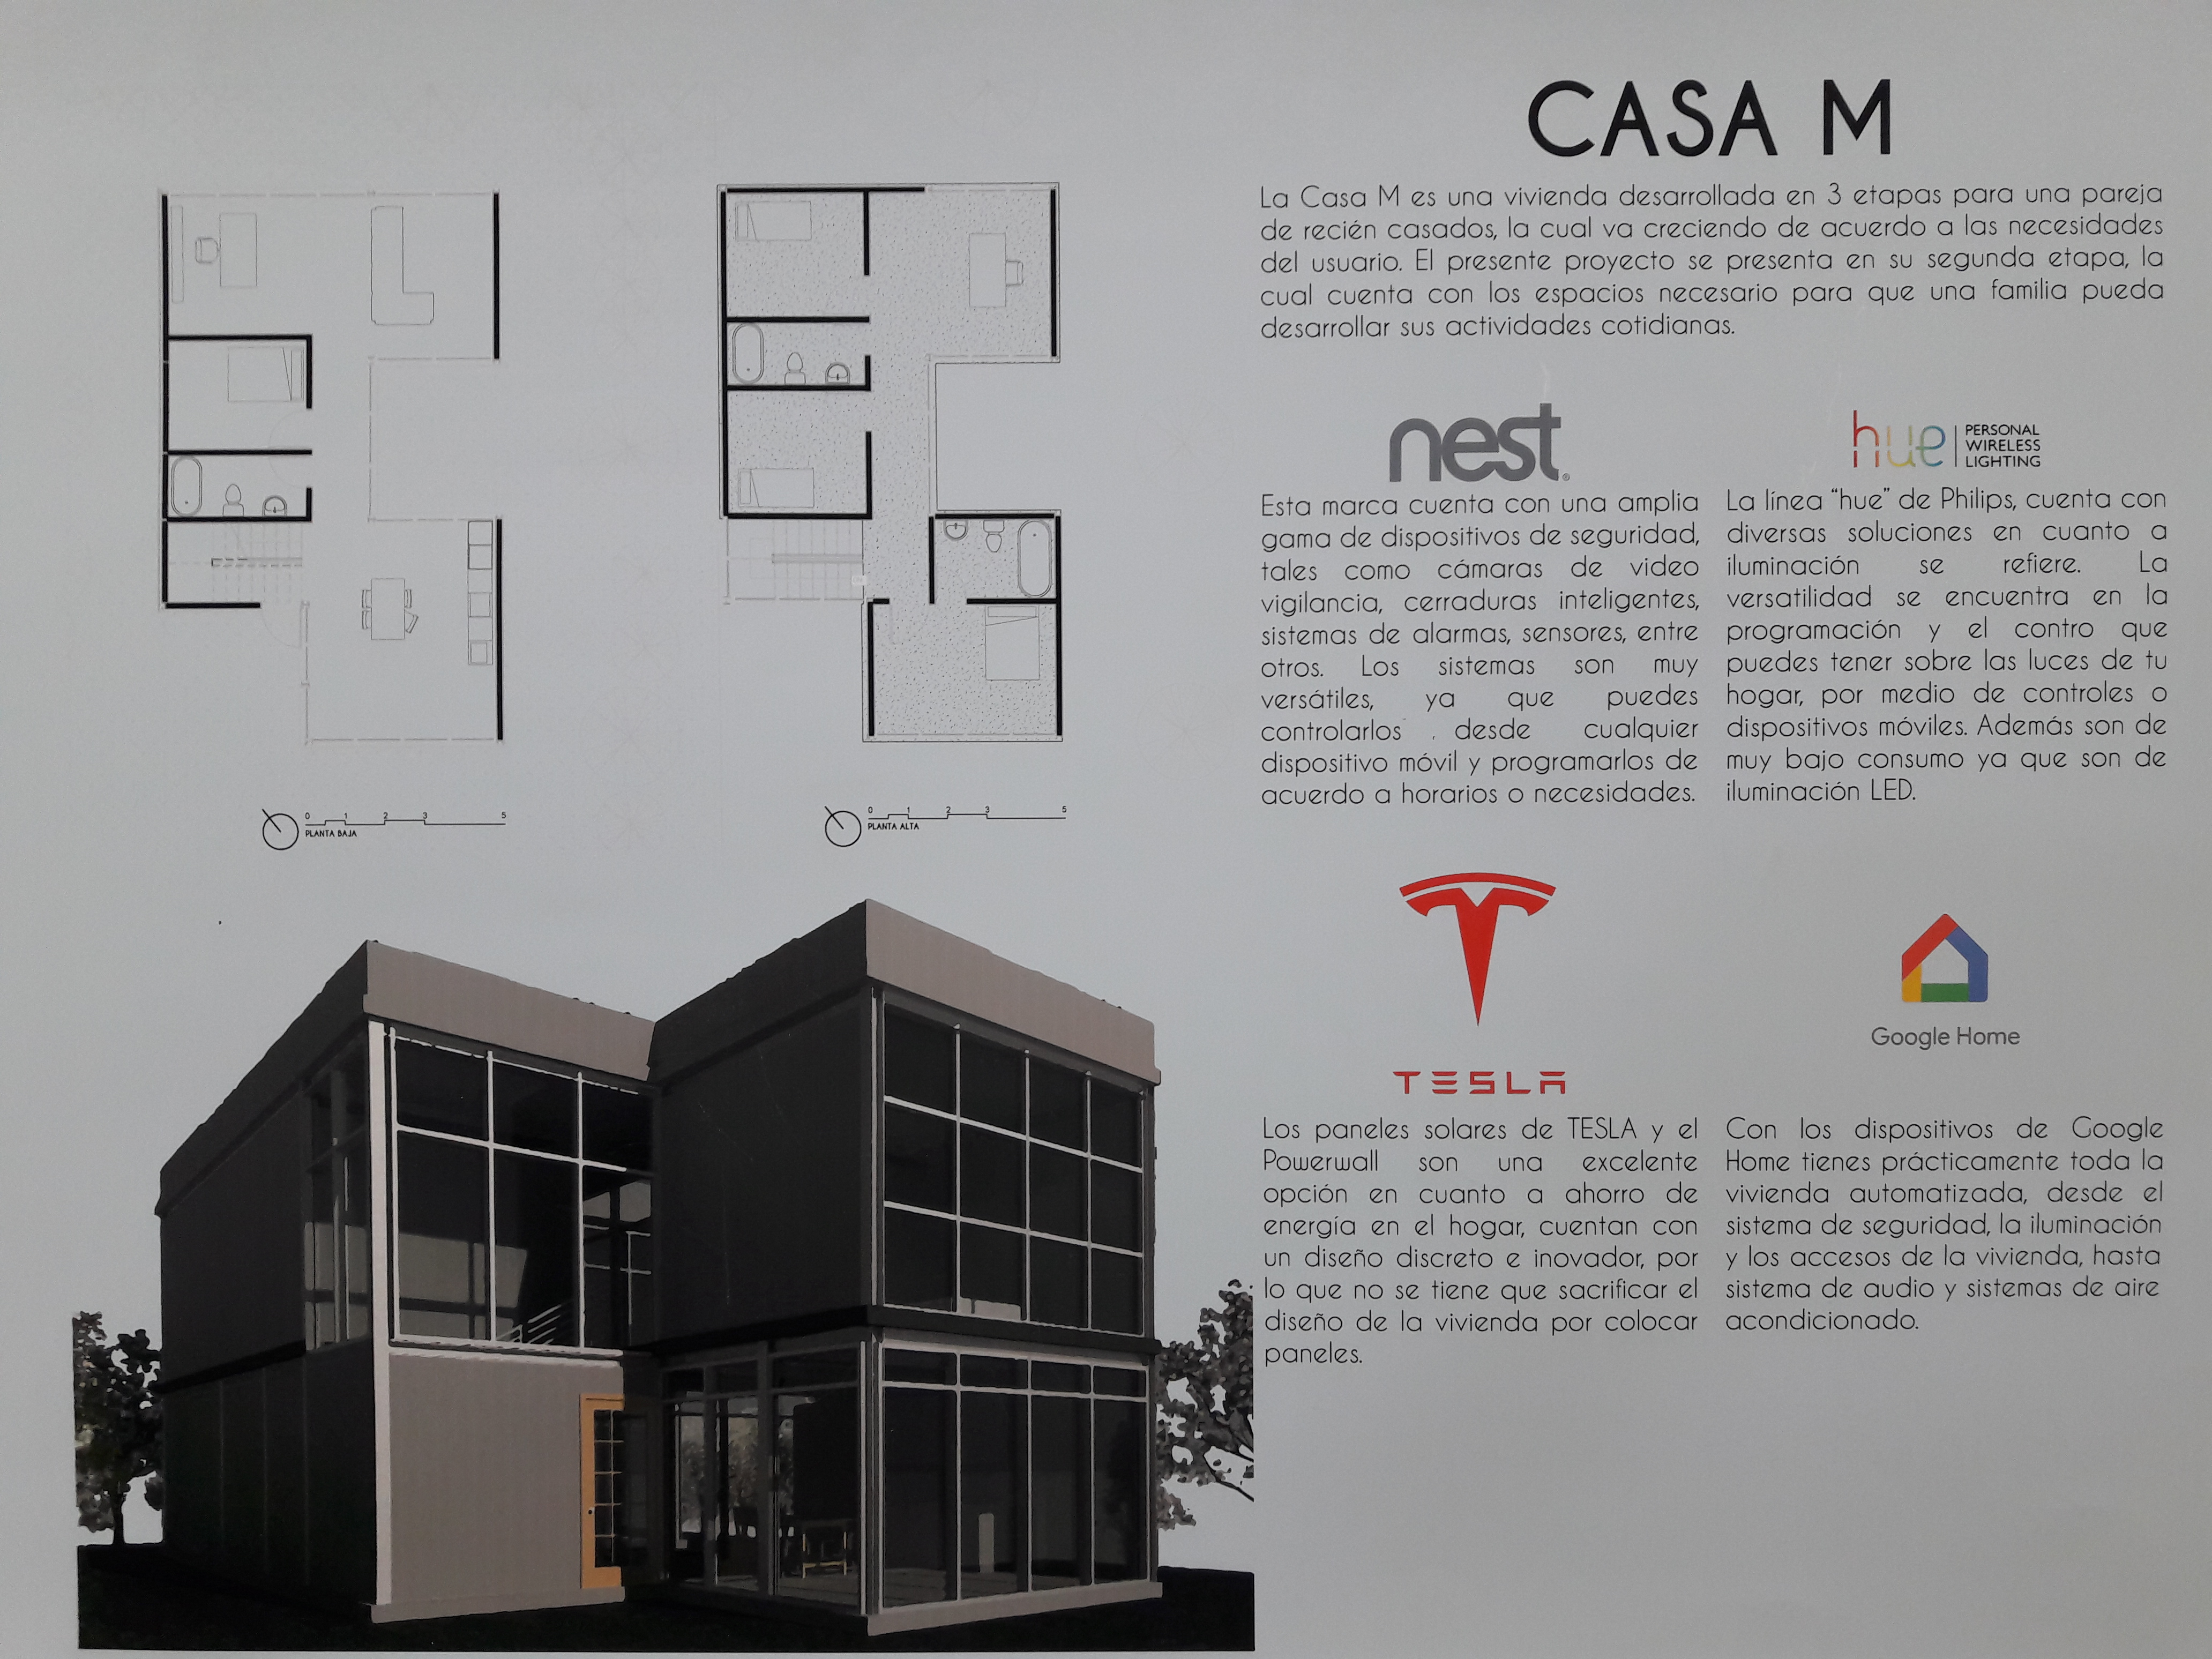 CASA M
La Casa M es una vivienda desarrollada en 3 etapas para una pareja
de recién casados, la cual va creciendo de acuerdo a las necesidades
del usuario. El presente proyecto se presenta en su segunda etapa, la
cual cuenta con los espacios necesario para que una familia pueda
desarrollar sus actividades cotidianas.
nest
Esta marca cuenta con una amplia
gama de dispositivos de seguridad,
tales como cámaras de video
vigilancia, cerraduras inteligentes,
sistemas de alarmas, sensores, entre
otros. Los sistemas son muy
versátiles, ya que puedes
controlarlos desde cualquier
dispositivo móvil y programarlos de
acuerdo a horarios o necesidades.
hue
PERSONAL
WIRELESS
LIGHTING
La línea “hue” de Philips, cuenta con
diversas soluciones en cuanto a
iluminación se refiere. La
versatilidad se encuentra en la
programación y el contro que
puedes tener sobre las luces de tu
hogar, por medio de controles o
dispositivos móviles. Además son de
muy bajo consumo ya que son de
iluminación LED.
0 1 2 3 5
PLANTA BAJA
0 1 2 3 5
PLANTA ALTA
TESLA
Los paneles solares de TESLA y el
Powerwall son una excelente
opción en cuanto a ahorro de
energía en el hogar, cuentan con
un diseño discreto e inovador, por
lo que no se tiene que sacrificar el
diseño de la vivienda por colocar
paneles.
Google Home
Con los dispositivos de Google
Home tienes prácticamente toda la
vivienda automatizada, desde el
sistema de seguridad, la iluminación
y los accesos de la vivienda, hasta
sistema de audio y sistemas de aire
acondicionado.